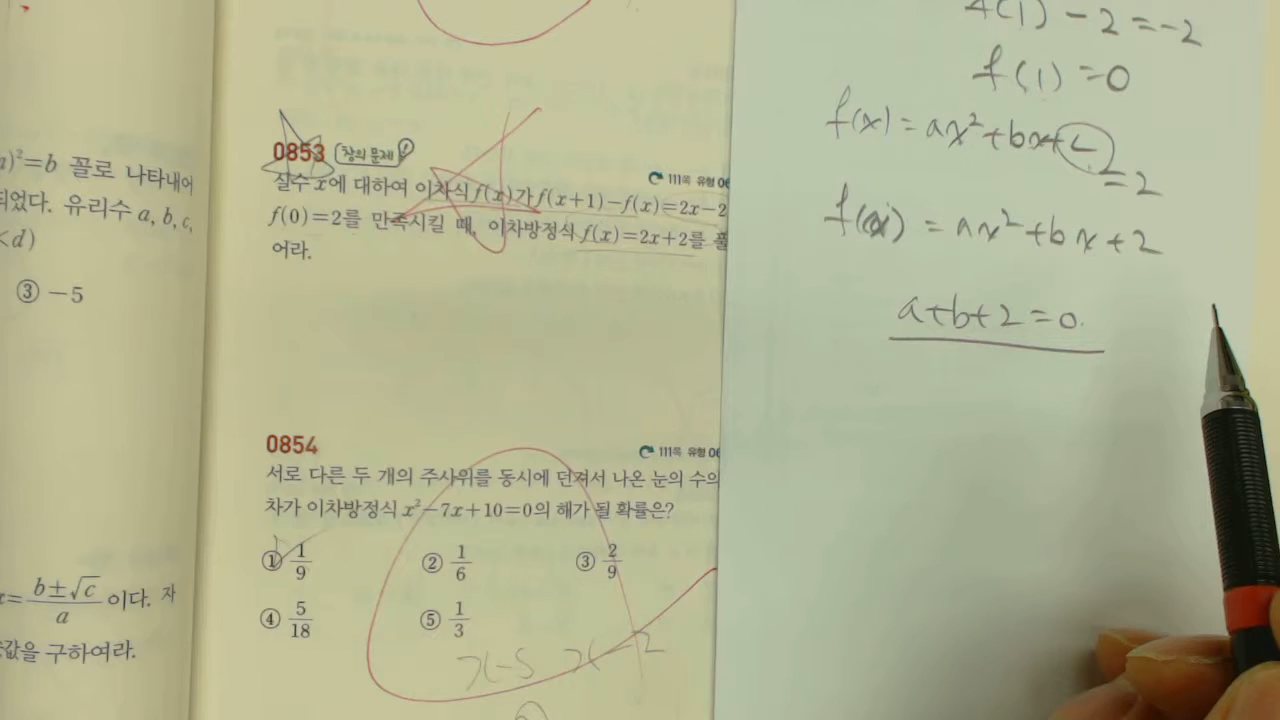 )²=b 꼴로 나타내어
되었다. 유리수 a, b, c,
<d)
③ -5
x=\frac{b±√c}{a} 이다. 자
값을 구하여라.
0853 창의 문제
111쪽 유형 06
실수 x에 대하여 이차식 f(x)가 f(x+1)-f(x)=2x-2
f(0)=2를 만족시킬 때, 이차방정식 f(x)=2x+2를 풀
어라.
0854
111쪽 유형 06
서로 다른 두 개의 주사위를 동시에 던져서 나온 눈의 수의
차가 이차방정식 x²-7x+10=0의 해가 될 확률은?
① 1/9 ② 1/6 ③ 2/9
④ 5/18 ⑤ 1/3
x-5 x-2
f(1)-2=-2
f(1)=0
f(x)=ax²+bx+c
=2
f(x)=ax²+bx+2
a+b+2=0.